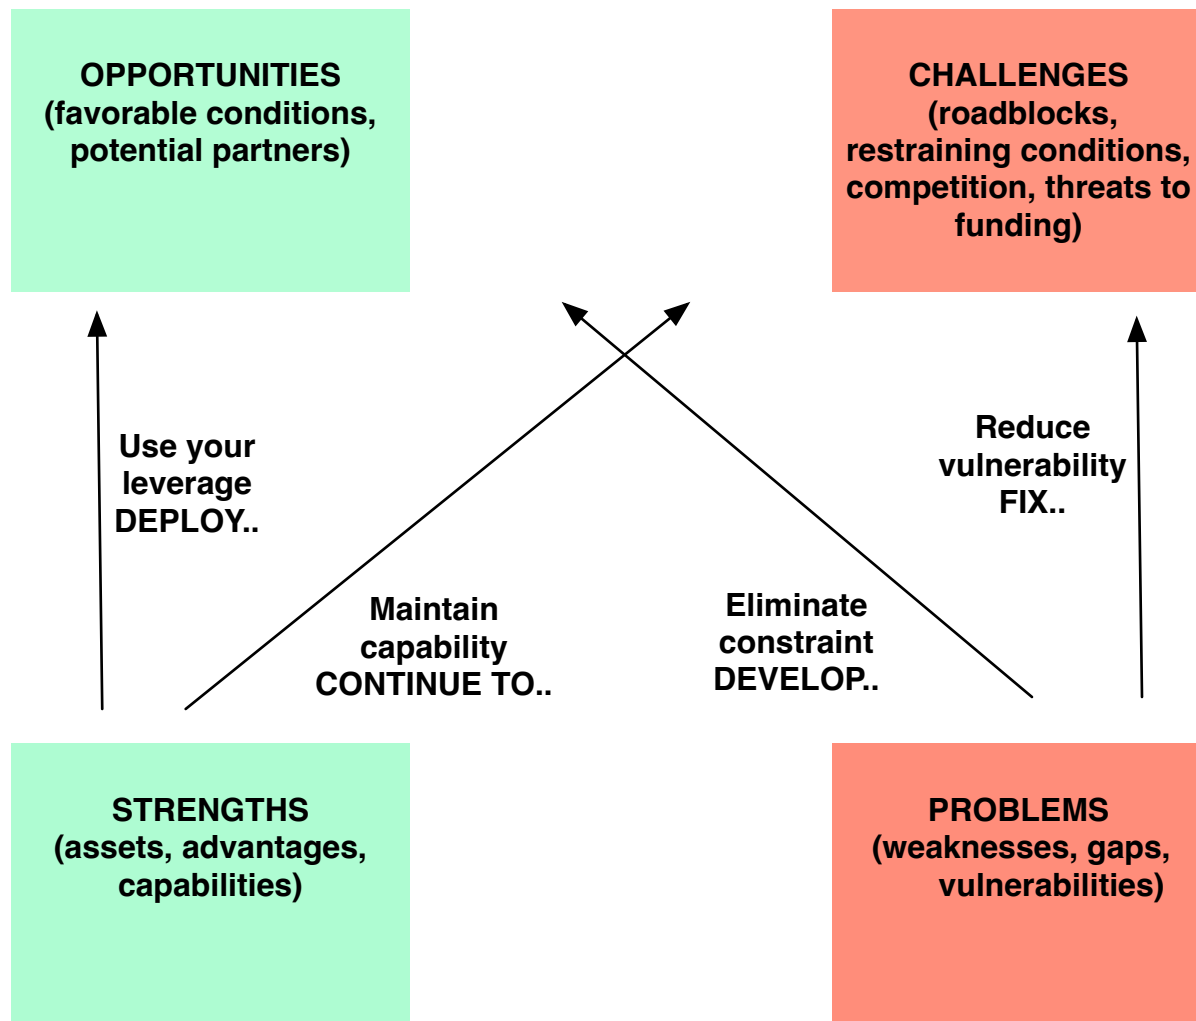 OPPORTUNITIES
(favorable conditions,
potential partners)
CHALLENGES
(roadblocks,
restraining conditions,
competition, threats to
funding)
Use your
leverage
DEPLOY..
Reduce
vulnerability
FIX..
Maintain
capability
CONTINUE TO..
Eliminate
constraint
DEVELOP..
STRENGTHS
(assets, advantages,
capabilities)
PROBLEMS
(weaknesses, gaps,
vulnerabilities)